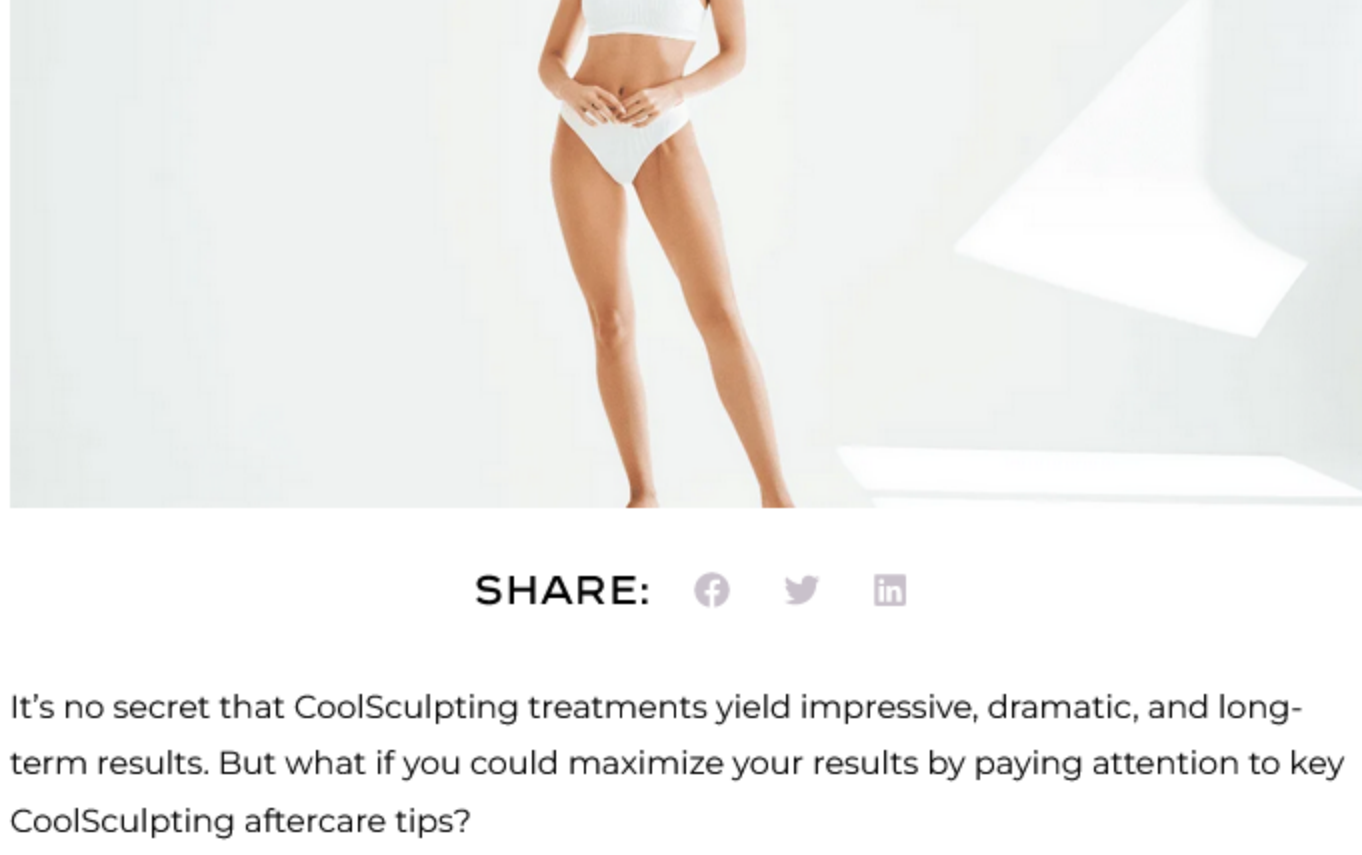 SHARE:
It’s no secret that CoolSculpting treatments yield impressive, dramatic, and long-
term results. But what if you could maximize your results by paying attention to key
CoolSculpting aftercare tips?